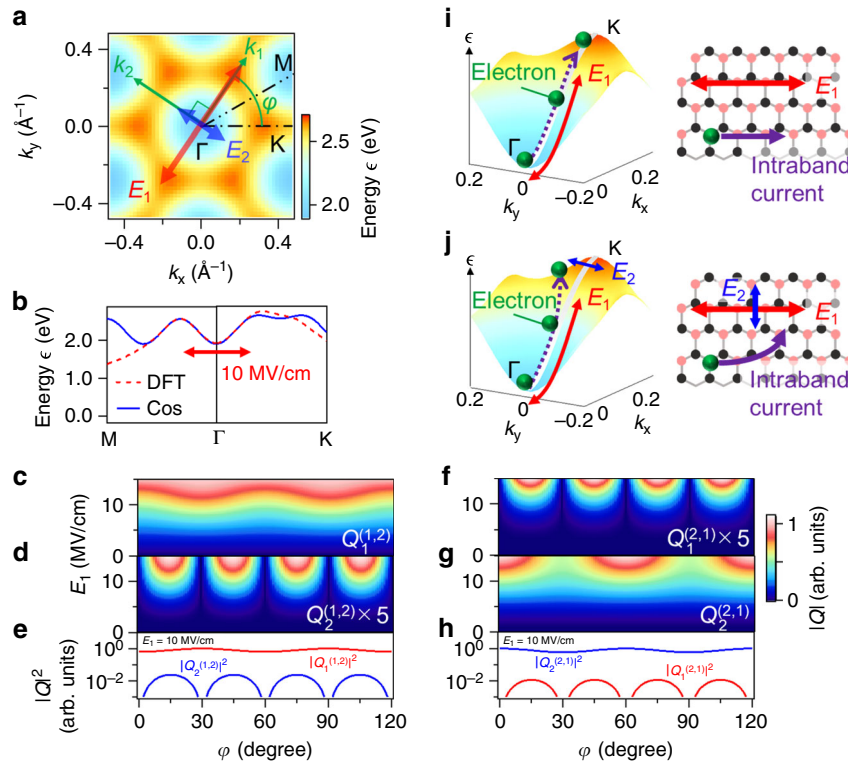 a
0.4
0.0
−0.4
k_y (Å⁻¹)
−0.4
0.0
0.4
k_x (Å⁻¹)
k_2
k_1
M
φ
Γ
K
E_2
E_1
2.5
2.0
Energy ϵ (eV)
b
Energy ϵ (eV)
2.0
1.0
0.0
10 MV/cm
DFT
Cos
M
Γ
K
c
10
0
Q_1^(1,2)
d
E_1 (MV/cm)
10
0
Q_2^(1,2) × 5
e
|Q|² (arb. units)
10⁰
10⁻²
E_1 = 10 MV/cm
|Q_2^(1,2)|²
|Q_1^(1,2)|²
0
30
60
90
120
φ (degree)
f
Q_1^(2,1) × 5
g
Q_2^(2,1)
1
0
|Q| (arb. units)
h
E_1 = 10 MV/cm
|Q_2^(2,1)|²
|Q_1^(2,1)|²
0
30
60
90
120
φ (degree)
i
ϵ
K
Electron
E_1
Γ
0.2
0
−0.2
k_y
0
0.2
k_x
E_1
Intraband
current
j
ϵ
K
E_2
Electron
E_1
Γ
0.2
0
−0.2
k_y
0
0.2
k_x
E_2
E_1
Intraband
current